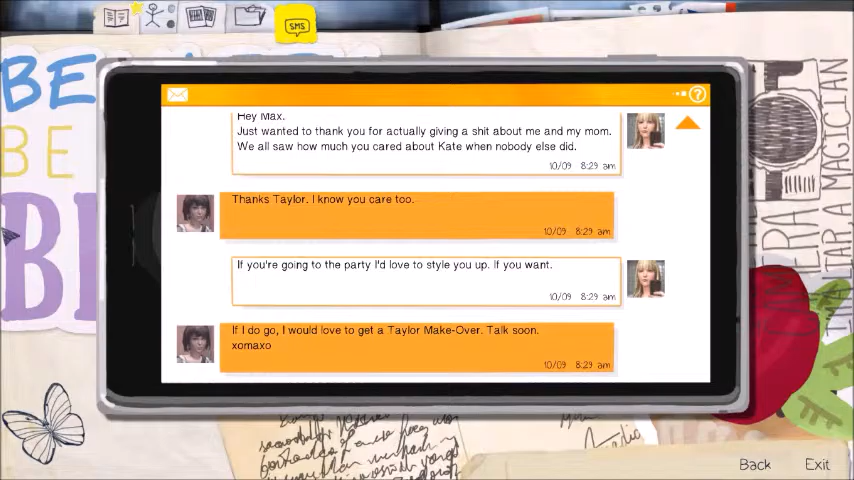 SMS
BE
BE
Hey Max.
Just wanted to thank you for actually giving a shit about me and my mom.
We all saw how much you cared about Kate when nobody else did.
10/09 8:29 am
Thanks Taylor. I know you care too.
10/09 8:29 am
If you're going to the party I'd love to style you up. If you want.
10/09 8:29 am
If I do go, I would love to get a Taylor Make-Over. Talk soon.
xomaxo
10/09 8:29 am
?
MAGICIAN
Back
Exit